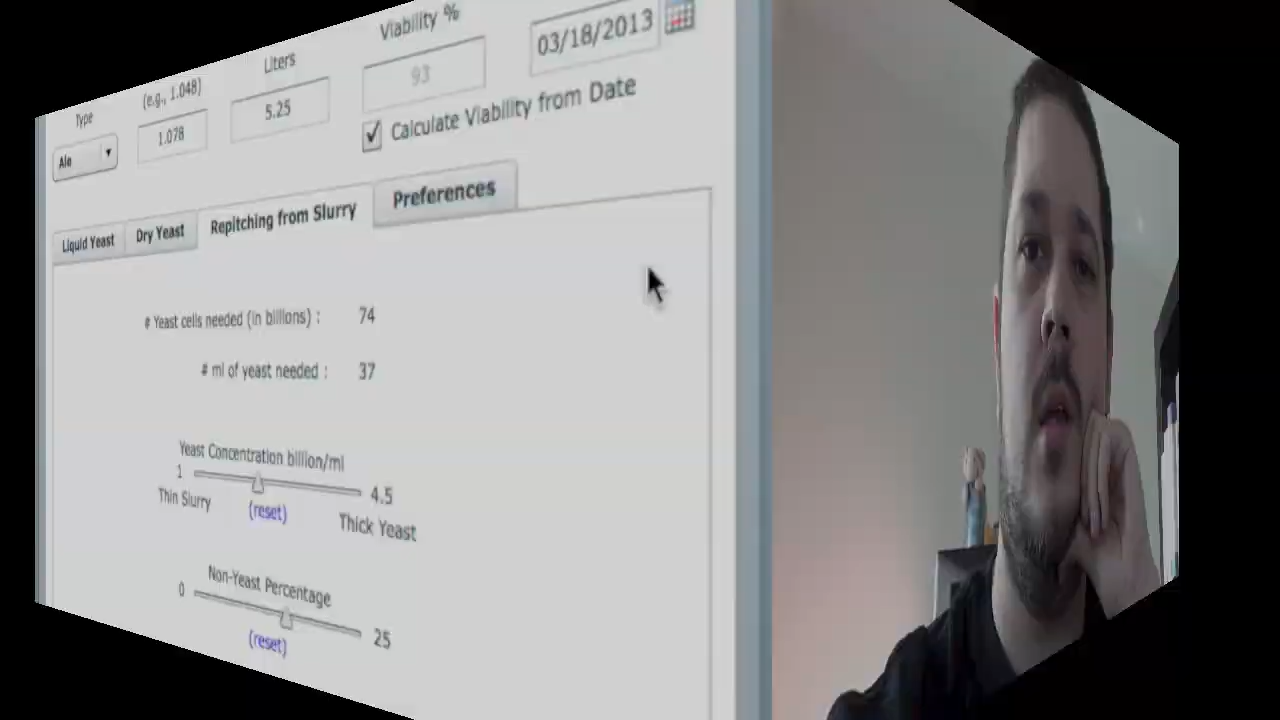 Viability %
Liters
(e.g., 1.048)
Type
Ale
1.078
5.25
93
03/18/2013
Calculate Viability from Date
Liquid Yeast
Dry Yeast
Repitching from Slurry
Preferences
# Yeast cells needed (in billions) : 74
# ml of yeast needed : 37
Yeast Concentration billion/ml
1
4.5
Thin Slurry
(reset)
Thick Yeast
Non-Yeast Percentage
0
25
(reset)